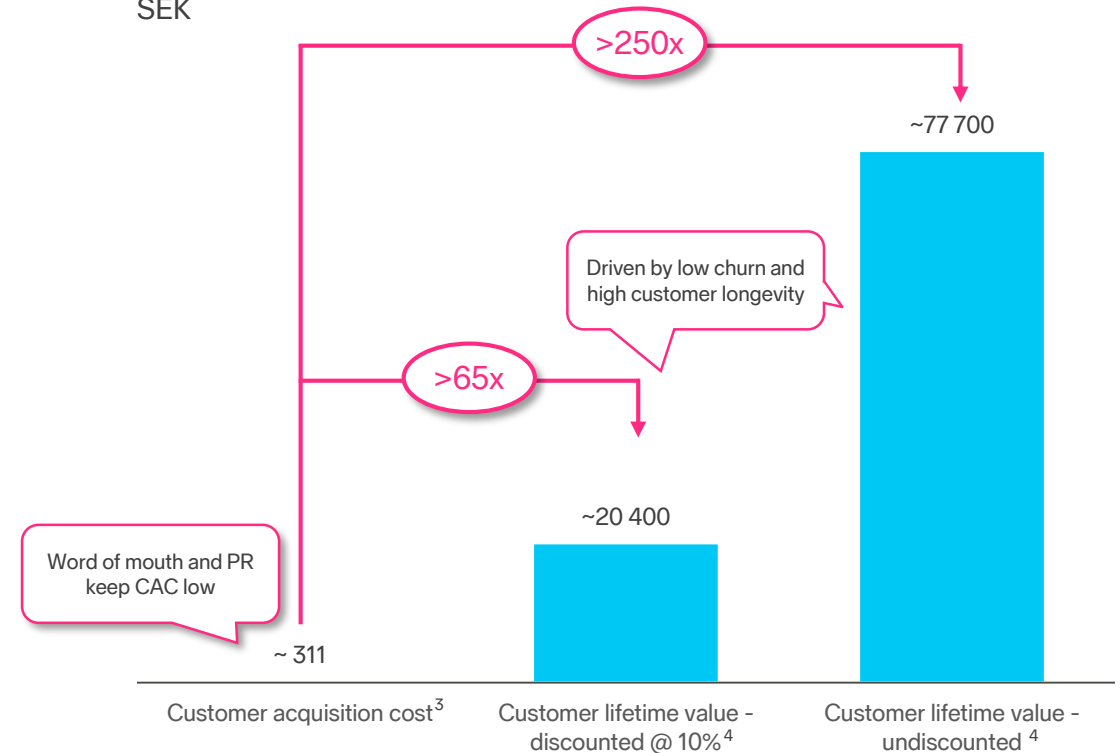 SEK
>250x
~77 700
Driven by low churn and
high customer longevity
>65x
~20 400
Word of mouth and PR
keep CAC low
~ 311
Customer acquisition cost³
Customer lifetime value -
discounted @ 10%⁴
Customer lifetime value -
undiscounted ⁴